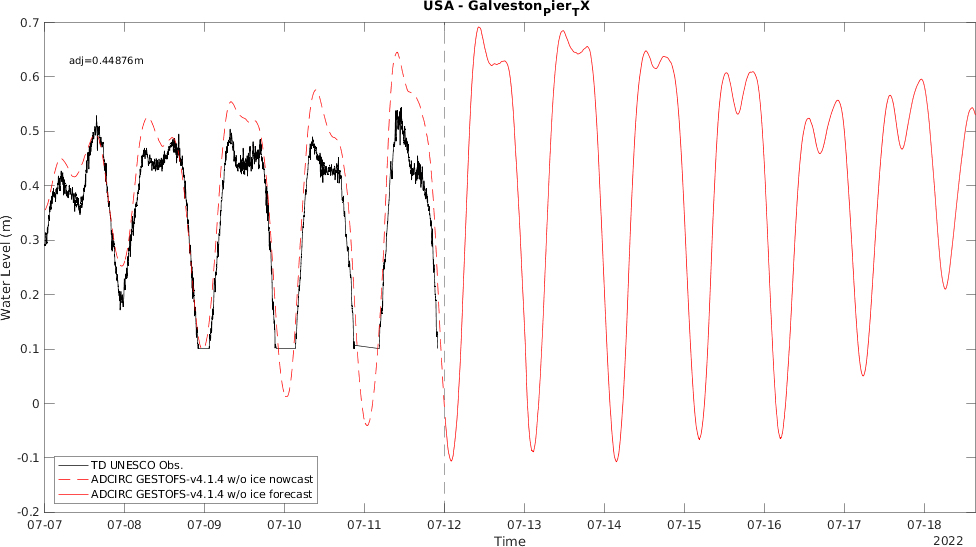 USA - Galveston_Pier_TX
0.7
0.6
0.5
0.4
0.3
0.2
0.1
0
-0.1
-0.2
Water Level (m)
adj=0.44876m
TD UNESCO Obs.
ADCIRC GESTOFS-v4.1.4 w/o ice nowcast
ADCIRC GESTOFS-v4.1.4 w/o ice forecast
07-07 07-08 07-09 07-10 07-11 07-12 07-13 07-14 07-15 07-16 07-17 07-18
Time
2022